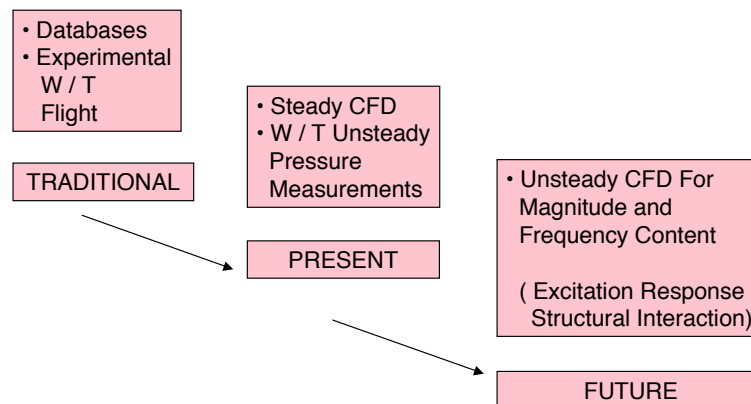 • Databases
• Experimental
W / T
Flight
TRADITIONAL
• Steady CFD
• W / T Unsteady
Pressure
Measurements
PRESENT
• Unsteady CFD For
Magnitude and
Frequency Content
( Excitation Response
Structural Interaction)
FUTURE